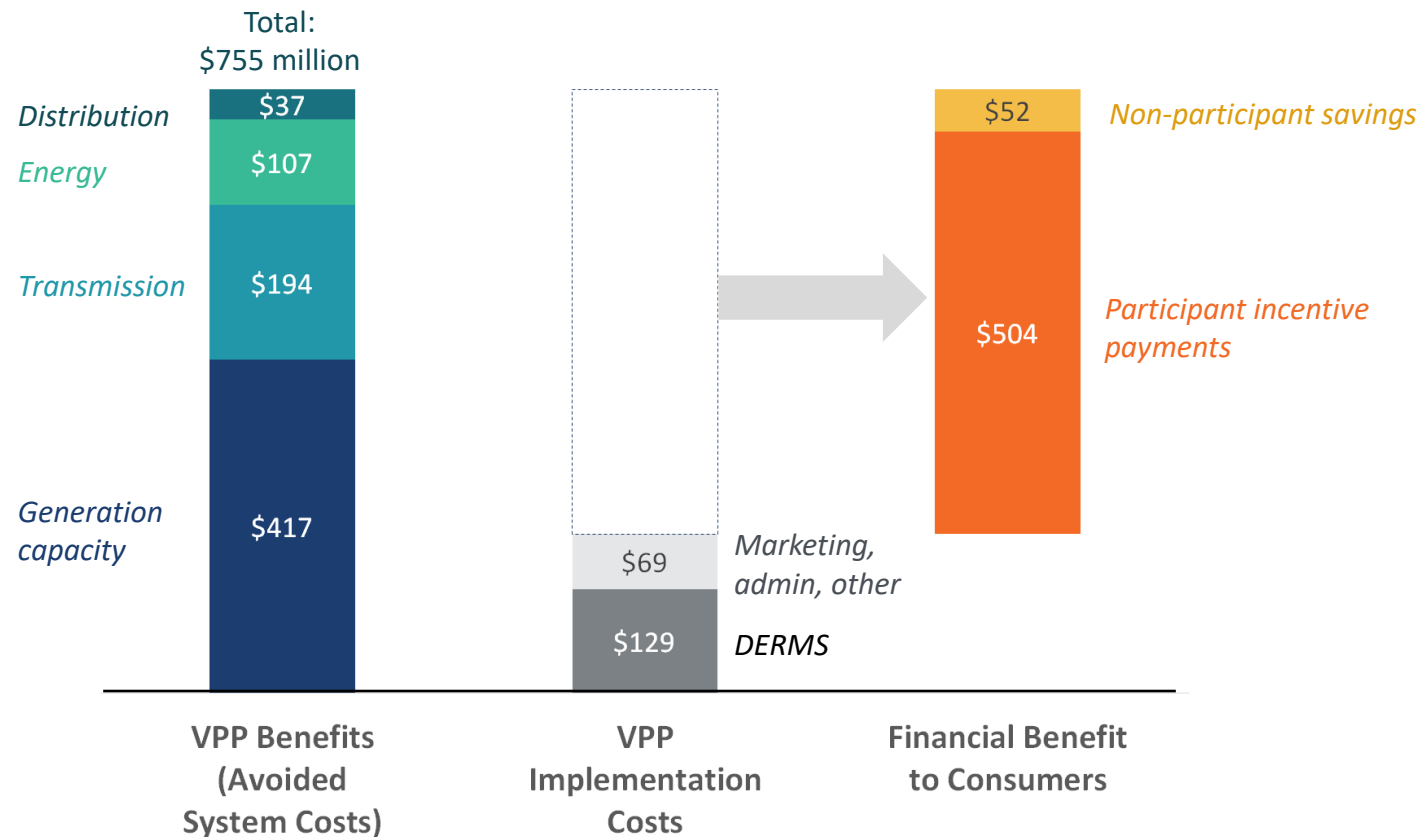 Total:
$755 million
Distribution
$37
Energy
$107
Transmission
$194
Generation
capacity
$417
$69
Marketing,
admin, other
$129
DERMS
$52
Non-participant savings
$504
Participant incentive
payments
VPP Benefits
(Avoided
System Costs)
VPP
Implementation
Costs
Financial Benefit
to Consumers